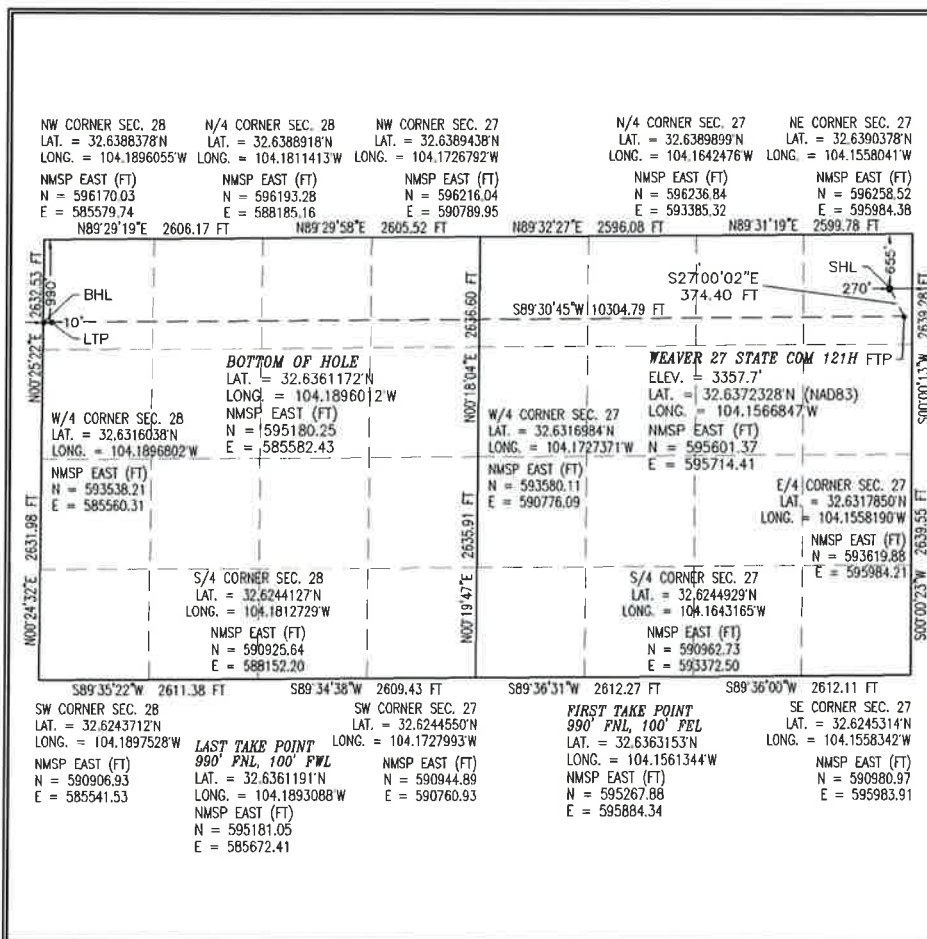 NW CORNER SEC. 28
LAT. = 32.6388378'N
LONG. = 104.1896055'W
NMSP EAST (FT)
N = 596170.03
E = 585579.74
N/4 CORNER SEC. 28
LAT. = 32.6388918'N
LONG. = 104.1811413'W
NMSP EAST (FT)
N = 596193.28
E = 588185.16
NW CORNER SEC. 27
LAT. = 32.6389438'N
LONG. = 104.1726792'W
NMSP EAST (FT)
N = 596216.04
E = 590789.95
N/4 CORNER SEC. 27
LAT. = 32.6389899'N
LONG. = 104.1642476'W
NMSP EAST (FT)
N = 596236.84
E = 593385.32
NE CORNER SEC. 27
LAT. = 32.6390378'N
LONG. = 104.1558041'W
NMSP EAST (FT)
N = 596258.52
E = 595984.38
N89'29'19"E 2606.17 FT
N89'29'58"E 2605.52 FT
N89'32'27"E 2596.08 FT
N89'31'19"E 2599.78 FT
N00'25'22"E 2632.53 FT
990'
BHL
10'
LTP
N00'18'04"E 2636.60 FT
S27'00'02"E
374.40 FT
SHL
655'
270'
S89'30'45"W 10304.79 FT
S00'00'13"W 2639.28 FT
BOTTOM OF HOLE
LAT. = 32.6361172'N
LONG. = 104.1896012'W
NMSP EAST (FT)
N = 595180.25
E = 585582.43
WEAVER 27 STATE COM 121H FTP
ELEV. = 3357.7'
LAT. = 32.6372328'N (NAD83)
LONG. = 104.1566847'W
NMSP EAST (FT)
N = 595601.37
E = 595714.41
W/4 CORNER SEC. 28
LAT. = 32.6316038'N
LONG. = 104.1896802'W
NMSP EAST (FT)
N = 593538.21
E = 585560.31
W/4 CORNER SEC. 27
LAT. = 32.6316984'N
LONG. = 104.1727371'W
NMSP EAST (FT)
N = 593580.11
E = 590776.09
E/4 CORNER SEC. 27
LAT. = 32.6317850'N
LONG. = 104.1558190'W
NMSP EAST (FT)
N = 593619.88
E = 595984.21
N00'24'32"E 2631.98 FT
N00'19'47"E 2635.91 FT
S00'00'23"W 2639.55 FT
S/4 CORNER SEC. 28
LAT. = 32.6244127'N
LONG. = 104.1812729'W
NMSP EAST (FT)
N = 590925.64
E = 588152.20
S/4 CORNER SEC. 27
LAT. = 32.6244929'N
LONG. = 104.1643165'W
NMSP EAST (FT)
N = 590962.73
E = 593372.50
S89'35'22"W 2611.38 FT
S89'34'38"W 2609.43 FT
S89'36'31"W 2612.27 FT
S89'36'00"W 2612.11 FT
SW CORNER SEC. 28
LAT. = 32.6243712'N
LONG. = 104.1897528'W
NMSP EAST (FT)
N = 590906.93
E = 585541.53
LAST TAKE POINT
990' FNL, 100' FWL
LAT. = 32.6361191'N
LONG. = 104.1893088'W
NMSP EAST (FT)
N = 595181.05
E = 585672.41
SW CORNER SEC. 27
LAT. = 32.6244550'N
LONG. = 104.1727993'W
NMSP EAST (FT)
N = 590944.89
E = 590760.93
FIRST TAKE POINT
990' FNL, 100' FEL
LAT. = 32.6363153'N
LONG. = 104.1561344'W
NMSP EAST (FT)
N = 595267.88
E = 595884.34
SE CORNER SEC. 27
LAT. = 32.6245314'N
LONG. = 104.1558342'W
NMSP EAST (FT)
N = 590980.97
E = 595983.91